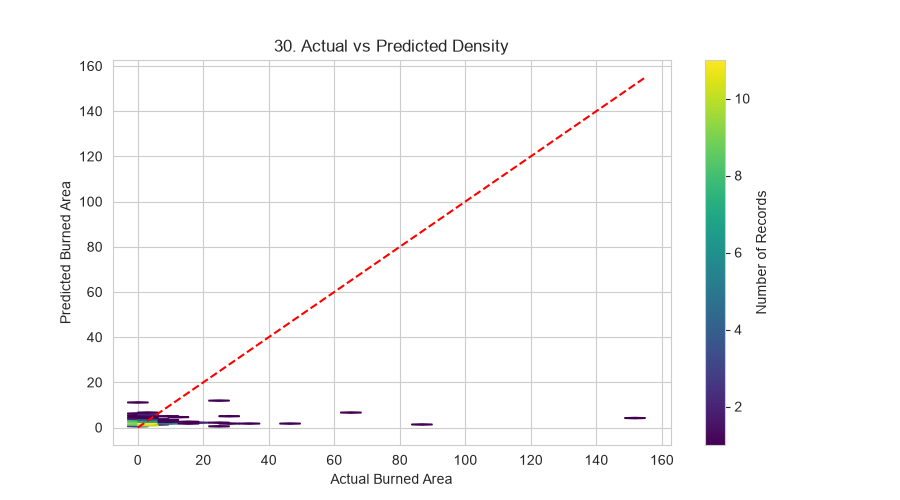 30. Actual vs Predicted Density
160
140
120
100
80
60
40
20
0
Predicted Burned Area
0 20 40 60 80 100 120 140 160
Actual Burned Area
10
8
6
4
2
Number of Records